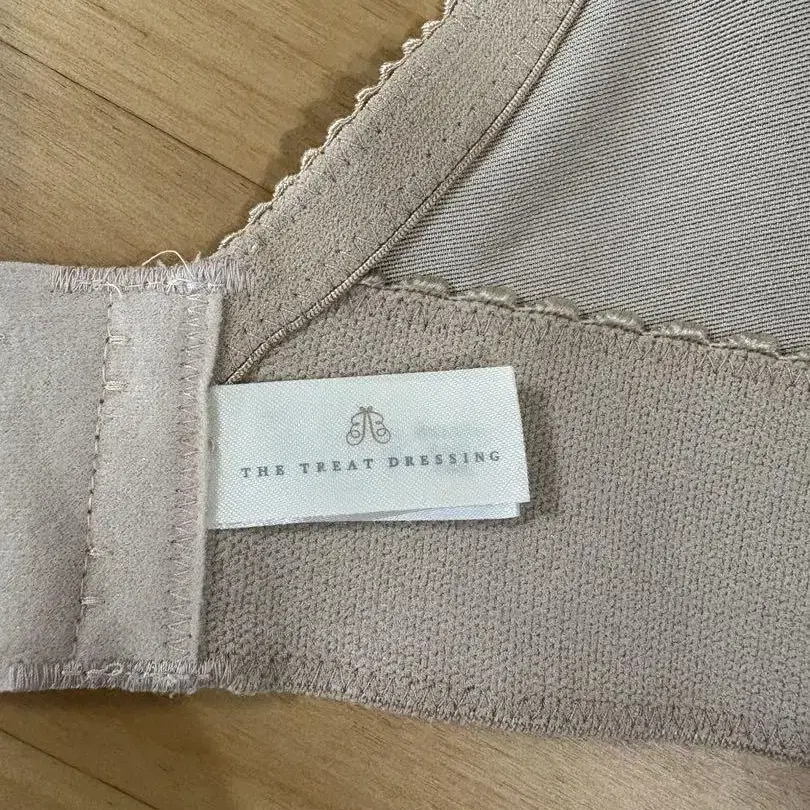 THE TREAT DRESSING